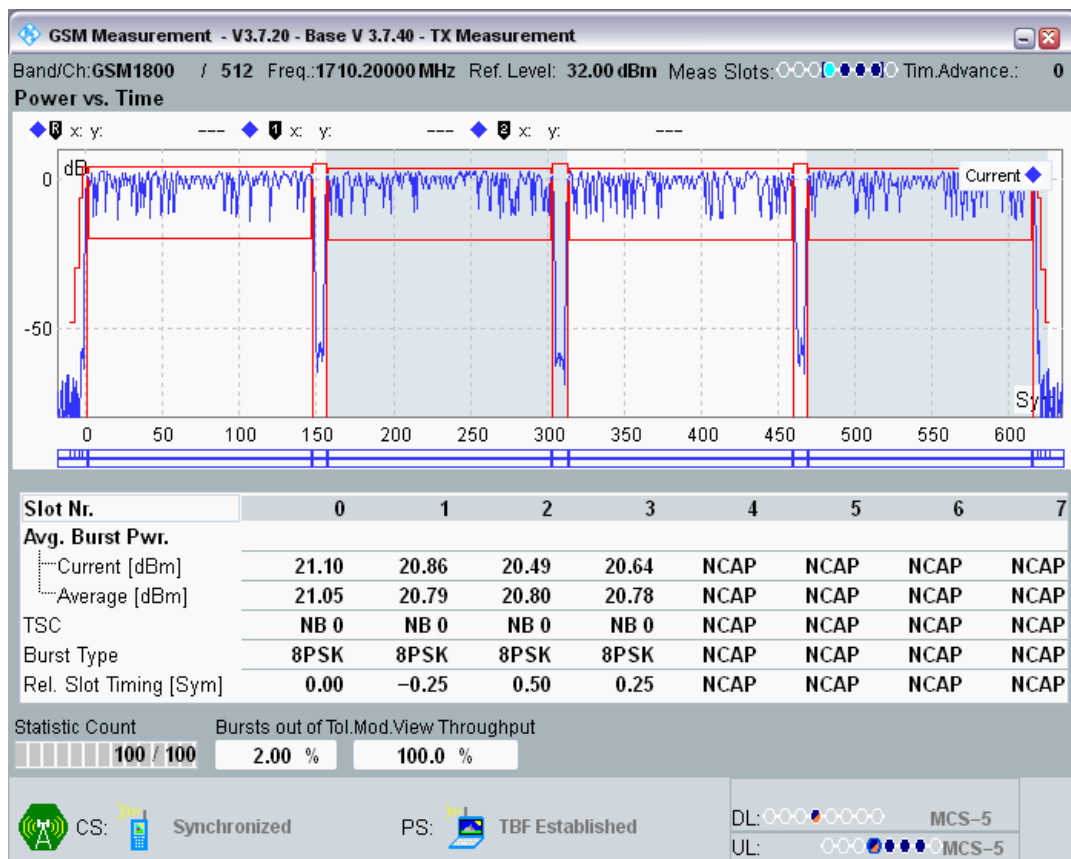 GSM Measurement - V3.7.20 - Base V 3.7.40 - TX Measurement
Band/Ch:GSM1800 / 512 Freq.:1710.20000 MHz Ref. Level: 32.00 dBm Meas Slots: Tim.Advance.: 0
Power vs. Time
R x: y: --- 1 x: y: --- 2 x: y: ---
dB
Current
0
-50
Sy
0 50 100 150 200 250 300 350 400 450 500 550 600
Slot Nr. 0 1 2 3 4 5 6 7
Avg. Burst Pwr.
Current [dBm] 21.10 20.86 20.49 20.64 NCAP NCAP NCAP NCAP
Average [dBm] 21.05 20.79 20.80 20.78 NCAP NCAP NCAP NCAP
TSC NB 0 NB 0 NB 0 NB 0 NCAP NCAP NCAP NCAP
Burst Type 8PSK 8PSK 8PSK 8PSK NCAP NCAP NCAP NCAP
Rel. Slot Timing [Sym] 0.00 −0.25 0.50 0.25 NCAP NCAP NCAP NCAP
Statistic Count Bursts out of Tol.Mod.View Throughput
100 / 100 2.00 % 100.0 %
CS: Synchronized PS: TBF Established
DL: MCS−5
UL: MCS−5